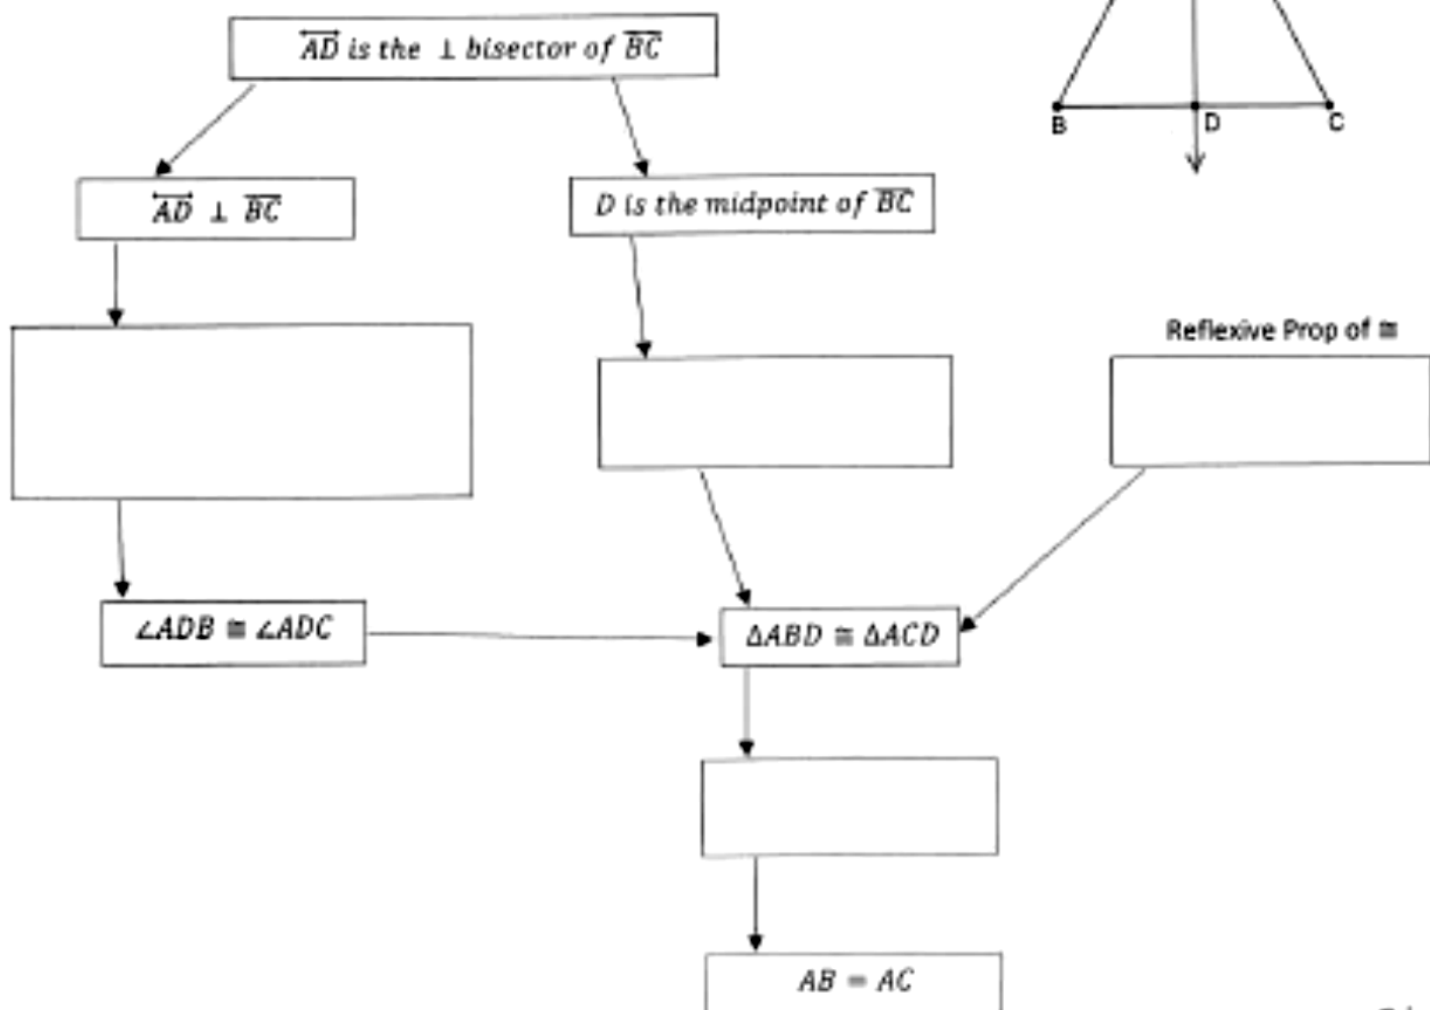 AD is the ⊥ bisector of BC
B
D
C
AD ⊥ BC
D is the midpoint of BC
Reflexive Prop of ≅
∠ADB ≅ ∠ADC
ΔABD ≅ ΔACD
AB = AC